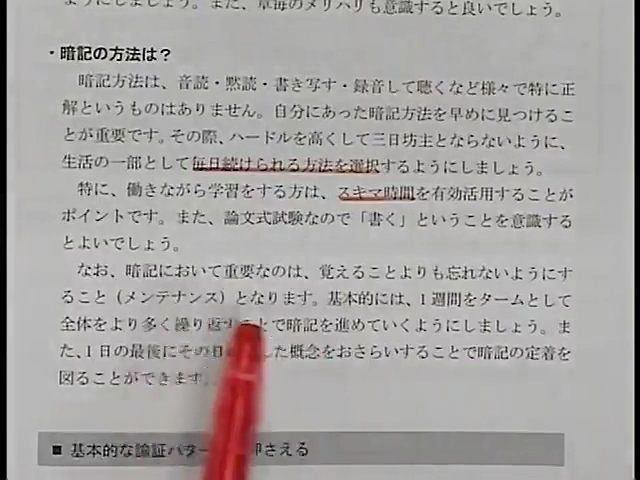 ようにしましょう。また、章毎のメリハリも意識すると良いでしょう。
・暗記の方法は？
暗記方法は、音読・黙読・書き写す・録音して聴くなど様々で特に正
解というものはありません。自分にあった暗記方法を早めに見つけるこ
とが重要です。その際、ハードルを高くして三日坊主とならないように、
生活の一部として毎日続けられる方法を選択するようにしましょう。
特に、働きながら学習をする方は、スキマ時間を有効活用することが
ポイントです。また、論文式試験なので「書く」ということを意識する
とよいでしょう。
なお、暗記において重要なのは、覚えることよりも忘れないようにす
ること（メンテナンス）となります。基本的には、１週間をタームとして
全体をより多く繰り返すことで暗記を進めていくようにしましょう。ま
た、１日の最後にその日 した概念をおさらいすることで暗記の定着を
図ることができます。
■ 基本的な論証パター 押さえる